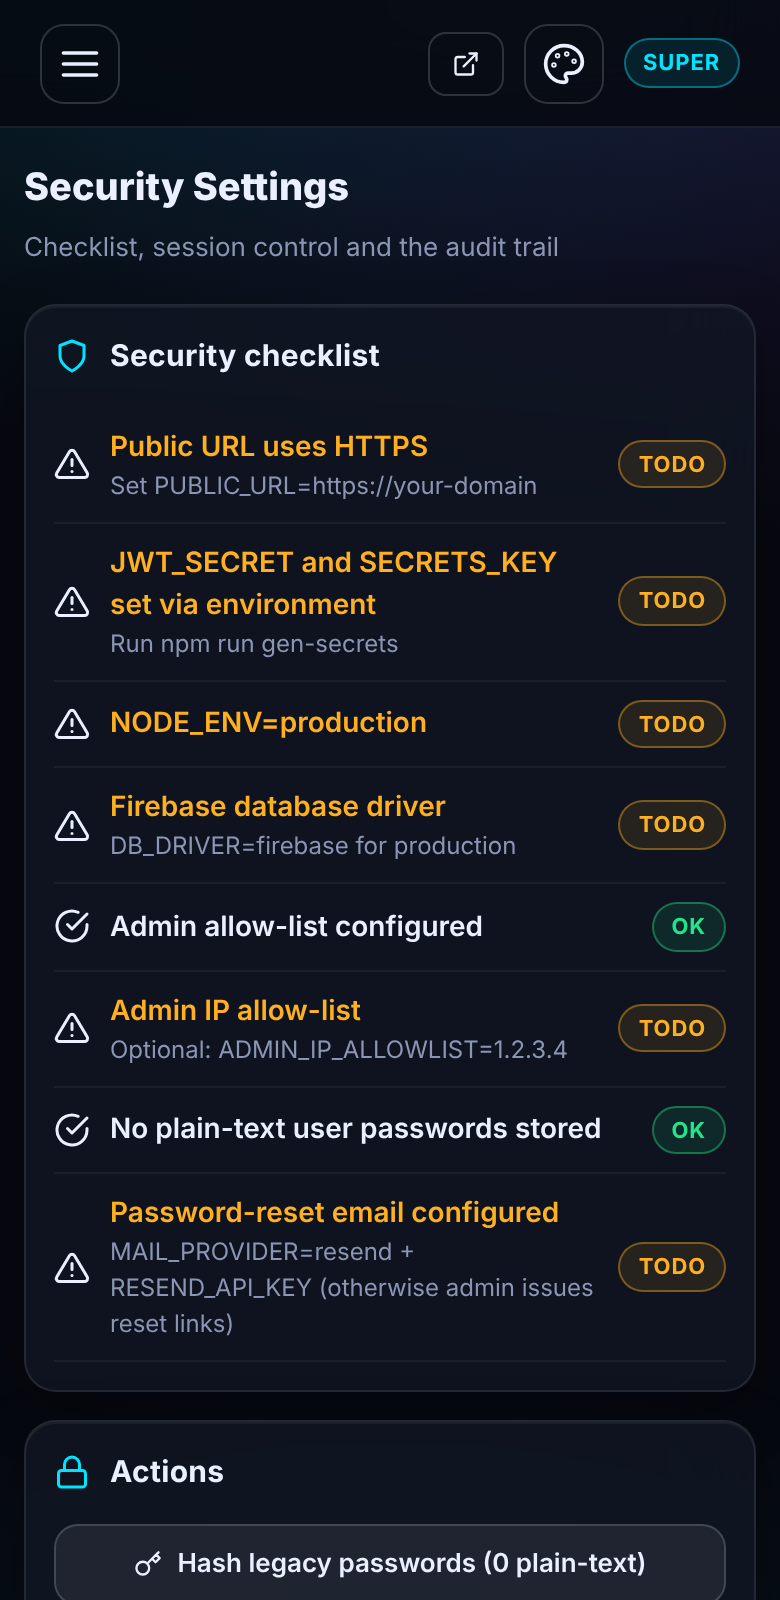 SUPER
Security Settings
Checklist, session control and the audit trail
Security checklist
Public URL uses HTTPS
Set PUBLIC_URL=https://your-domain
TODO
JWT_SECRET and SECRETS_KEY
set via environment
Run npm run gen-secrets
TODO
NODE_ENV=production
TODO
Firebase database driver
DB_DRIVER=firebase for production
TODO
Admin allow-list configured
OK
Admin IP allow-list
Optional: ADMIN_IP_ALLOWLIST=1.2.3.4
TODO
No plain-text user passwords stored
OK
Password-reset email configured
MAIL_PROVIDER=resend +
RESEND_API_KEY (otherwise admin issues
reset links)
TODO
Actions
Hash legacy passwords (0 plain-text)